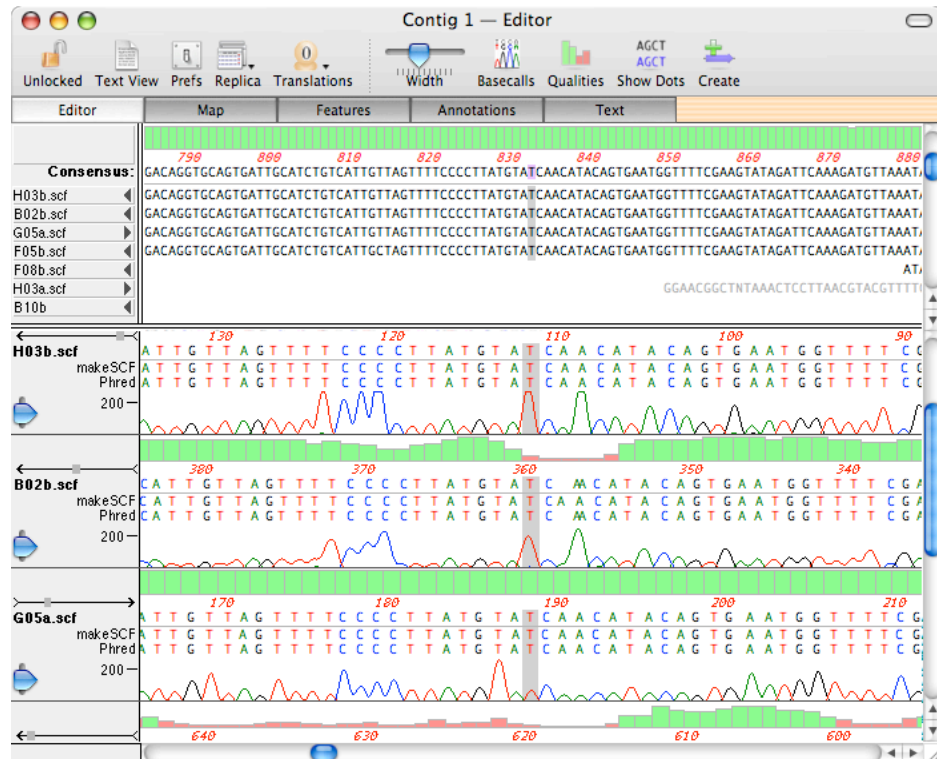 Contig 1 — Editor
AGCT
AGCT
Unlocked Text View Prefs Replica Translations Width Basecalls Qualities Show Dots Create
Editor Map Features Annotations Text
790 800 810 820 830 840 850 860 870 880
Consensus: GACAGGTGCAGTGATTGCATCTGTCATTGTTAGTTTTCCCCTTATGTATCAACATACAGTGAATGGTTTTCGAAGTATAGATTCAAAGATGTTAAATA
H03b.scf GACAGGTGCAGTGATTGCATCTGTCATTGTTAGTTTTCCCCTTATGTATCAACATACAGTGAATGGTTTTCGAAGTATAGATTCAAAGATGTTAAATA
B02b.scf GACAGGTGCAGTGATTGCATCTGTCATTGTTAGTTTTCCCCTTATGTATCAACATACAGTGAATGGTTTTCGAAGTATAGATTCAAAGATGTTAAATA
G05a.scf GACAGGTGCAGTGATTGCATCTGTCATTGTTAGTTTTCCCCTTATGTATCAACATACAGTGAATGGTTTTCGAAGTATAGATTCAAAGATGTTAAATA
F05b.scf GACAGGTGCAGTGATTGCATCTGTCATTGCTAGTTTTCCCCTTATGTATCAACATACAGTGAATGGTTTTCGAAGTATAGATTCAAAGATGTTAAATA
F08b.scf ATA
H03a.scf GGAACGGCTNTAAACTCCTTAACGTACGTTTT
B10b
130 120 110 100 90
H03b.scf A T T G T T A G T T T T C C C C T T A T G T A T C A A C A T A C A G T G A A T G G T T T T C G
makeSCF A T T G T T A G T T T T C C C C T T A T G T A T C A A C A T A C A G T G A A T G G T T T T C G
Phred A T T G T T A G T T T T C C C C T T A T G T A T C A A C A T A C A G T G A A T G G T T T T C G
200
380 370 360 350 340
B02b.scf C A T T G T T A G T T T T C C C C T T A T G T A T C A A C A T A C A G T G A A T G G T T T T C G A
makeSCF C A T T G T T A G T T T T C C C C T T A T G T A T C A A C A T A C A G T G A A T G G T T T T C G A
Phred C A T T G T T A G T T T T C C C C T T A T G T A T C A A C A T A C A G T G A A T G G T T T T C G A
200
170 180 190 200 210
G05a.scf A T T G T T A G T T T T C C C C T T A T G T A T C A A C A T A C A G T G A A T G G T T T T C G
makeSCF A T T G T T A G T T T T C C C C T T A T G T A T C A A C A T A C A G T G A A T G G T T T T C G
Phred A T T G T T A G T T T T C C C C T T A T G T A T C A A C A T A C A G T G A A T G G T T T T C G
200
640 630 620 610 600